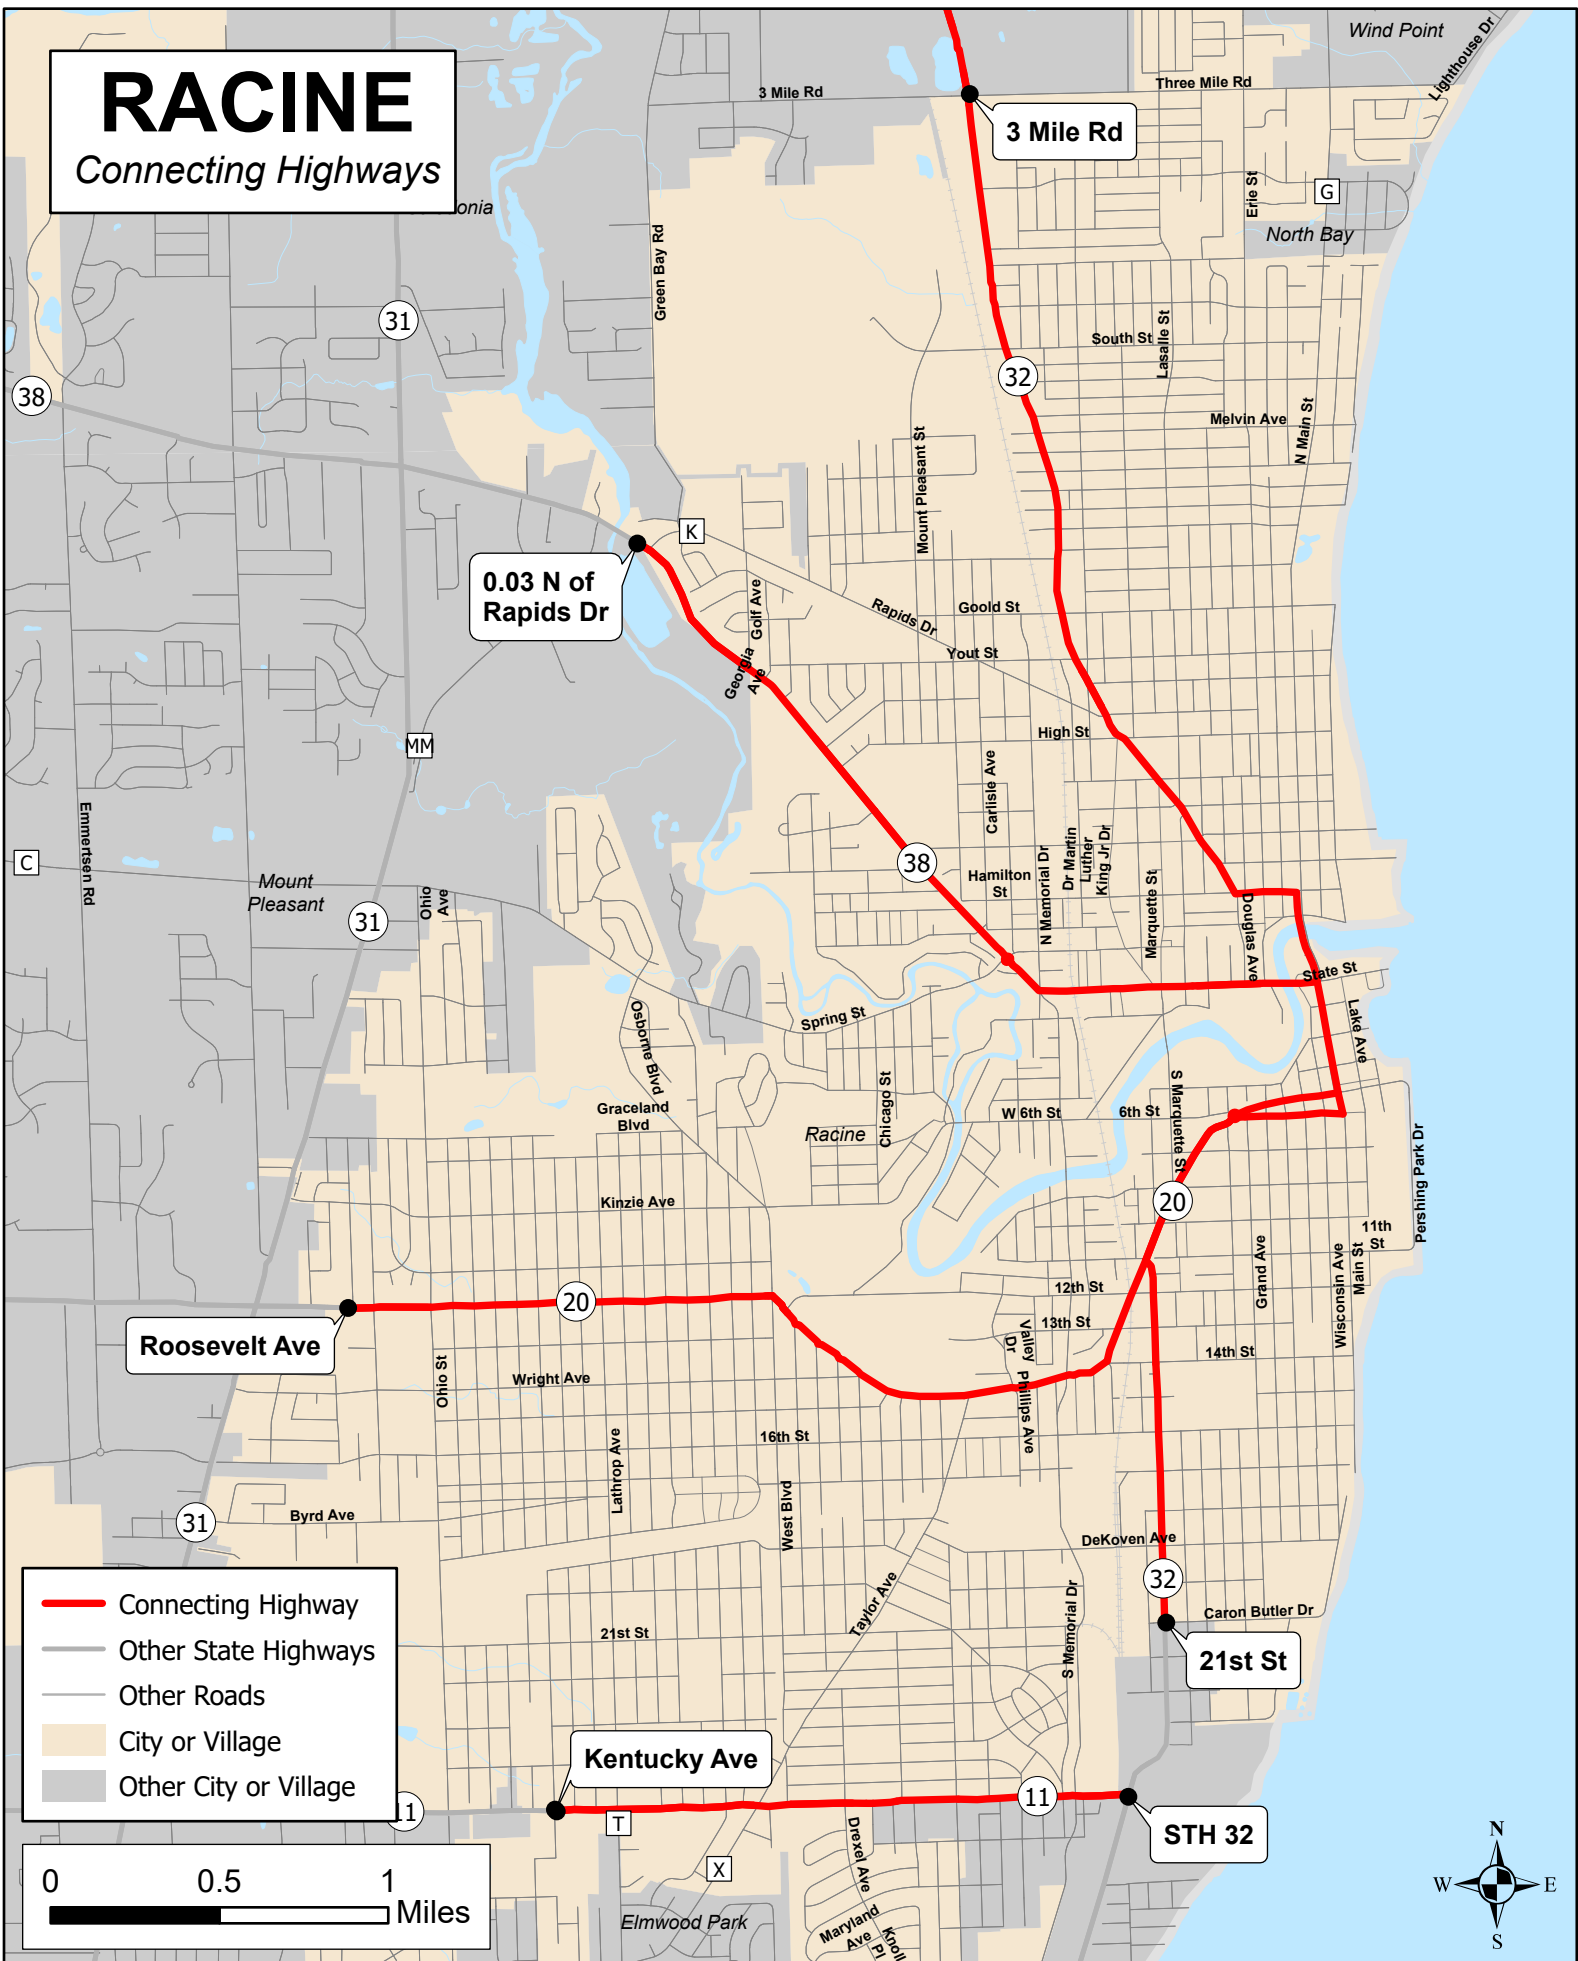 RACINE
Connecting Highways
Wind Point
Lighthouse Dr
3 Mile Rd
Three Mile Rd
3 Mile Rd
Erie St
G
North Bay
onia
Green Bay Rd
31
South St
Lasalle St
32
38
Melvin Ave
N Main St
Mount Pleasant St
K
0.03 N of
Rapids Dr
Golf Ave
Rapids Dr
Goold St
Yout St
Georgia
Ave
High St
MM
Carlisle Ave
Emmertsen Rd
C
38
Hamilton
St
N Memorial Dr
Dr Martin
Luther
King Jr Dr
Marquette St
Douglas Ave
Mount
Pleasant
Ohio
Ave
31
State St
Lake Ave
Spring St
Osborne Blvd
Graceland
Blvd
Chicago St
Racine
W 6th St
6th St
S Marquette St
Pershing Park Dr
Kinzie Ave
20
11th
St
Grand Ave
Wisconsin Ave
Main St
12th St
20
13th St
Valley
Dr
14th St
Roosevelt Ave
Ohio St
Wright Ave
Phillips Ave
16th St
Lathrop Ave
West Blvd
31
Byrd Ave
DeKoven Ave
32
Taylor Ave
S Memorial Dr
Caron Butler Dr
21st St
21st St
Connecting Highway
Other State Highways
Other Roads
City or Village
Other City or Village
Kentucky Ave
11
11
T
STH 32
X
Drexel Ave
Elmwood Park
Maryland
Ave
Knoll
Pl
0 0.5 1
Miles
N
W E
S